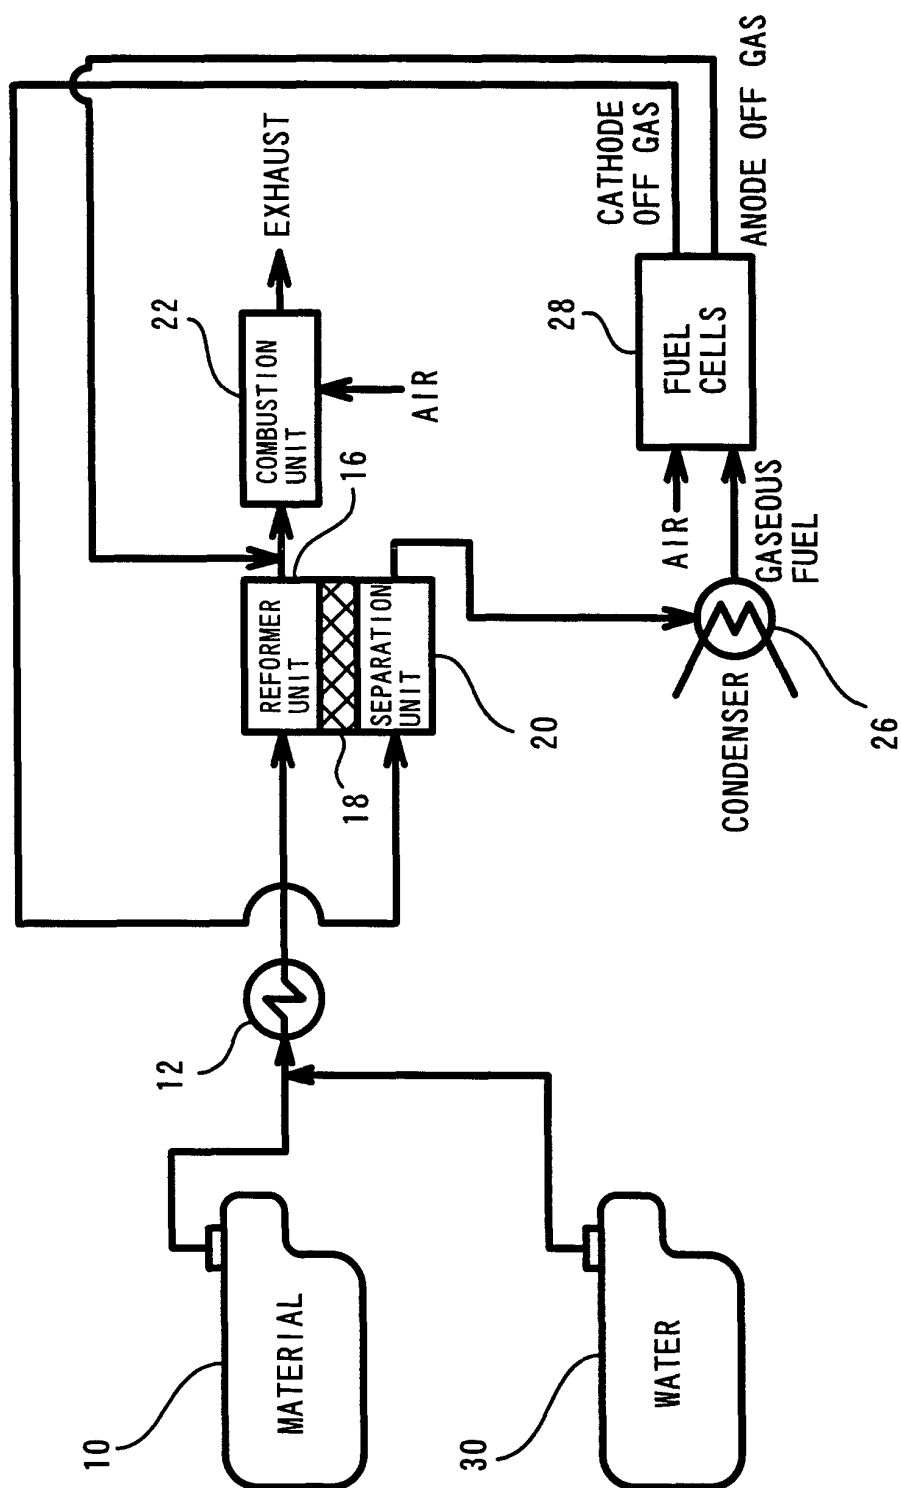 10
MATERIAL
30
WATER
12
REFORMER
UNIT
16
18
SEPARATION
UNIT
20
COMBUSTION
UNIT
22
AIR
EXHAUST
CONDENSER
26
AIR
GASEOUS
FUEL
FUEL
CELLS
28
CATHODE
OFF GAS
ANODE OFF GAS